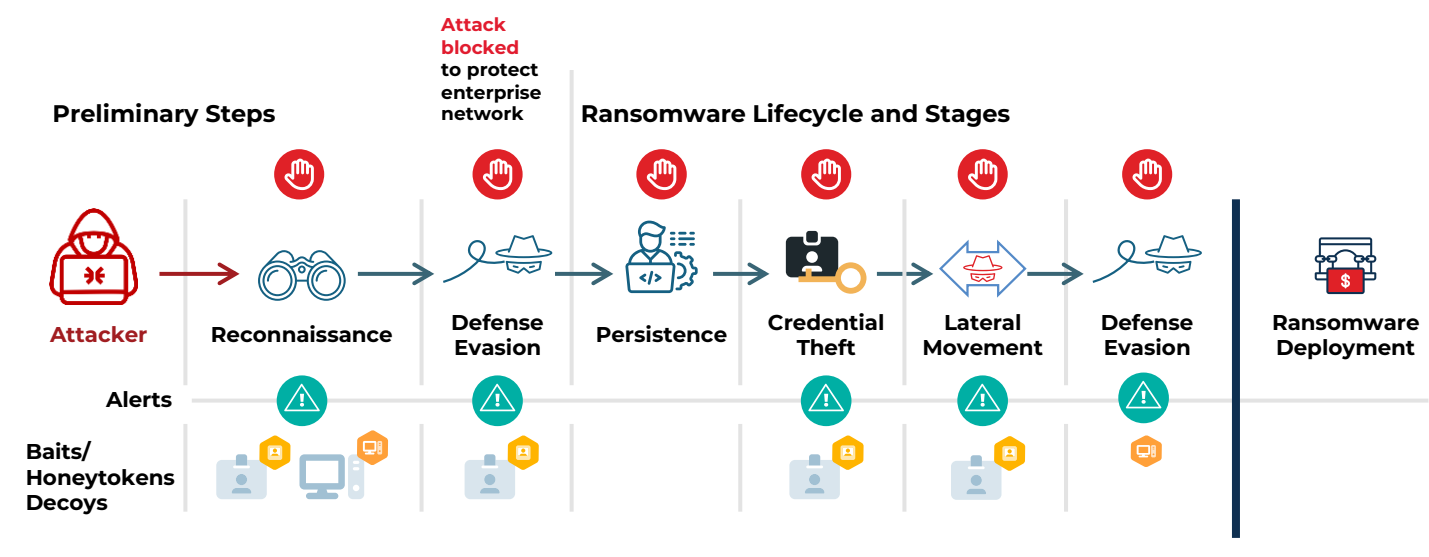 Attack
blocked
to protect
enterprise
network
Preliminary Steps
Ransomware Lifecycle and Stages
</>
$
Attacker
Reconnaissance
Defense
Evasion
Persistence
Credential
Theft
Lateral
Movement
Defense
Evasion
Ransomware
Deployment
Alerts
Baits/
Honeytokens
Decoys